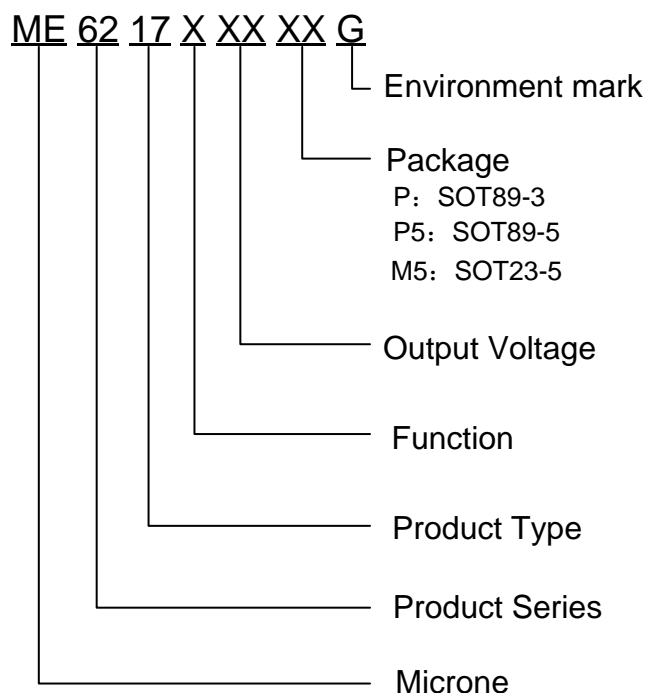 ME 62 17 X XX XX G
Environment mark
Package
P：SOT89-3
P5：SOT89-5
M5：SOT23-5
Output Voltage
Function
Product Type
Product Series
Microne